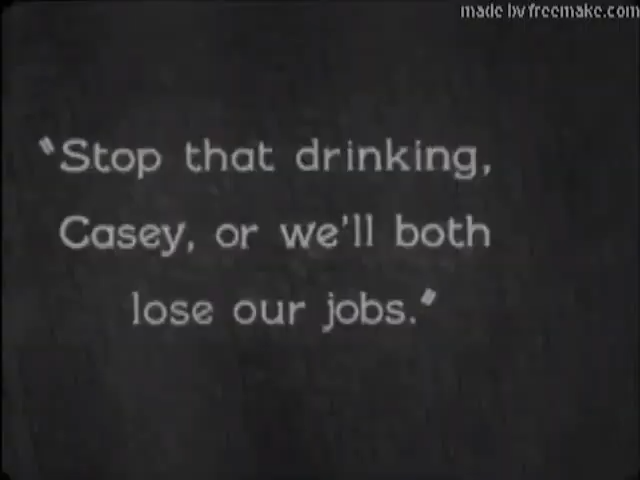 made by freemake.com
"Stop that drinking,
Casey, or we'll both
lose our jobs."